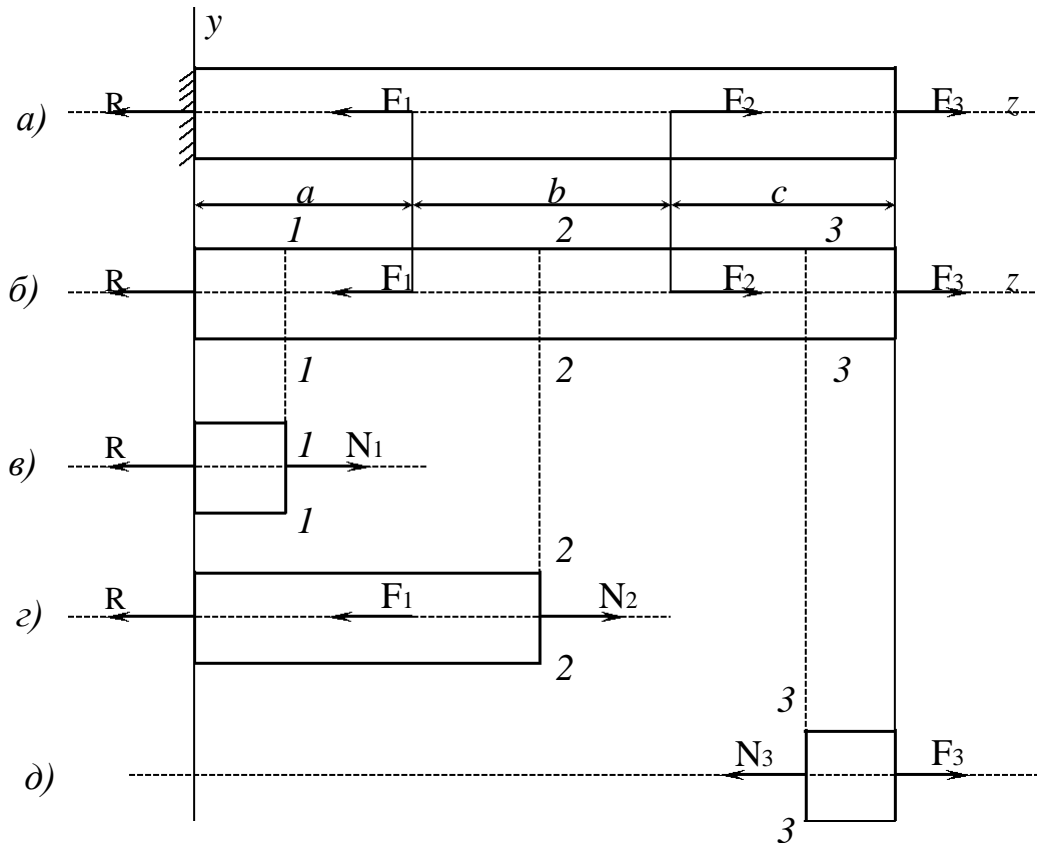 y
а) R F1 F2 F3 z
a b c
1 2 3
б) R F1 F2 F3 z
1 2 3
в) R 1 N1
1
2
г) R F1 N2
2
3
д) N3 F3
3